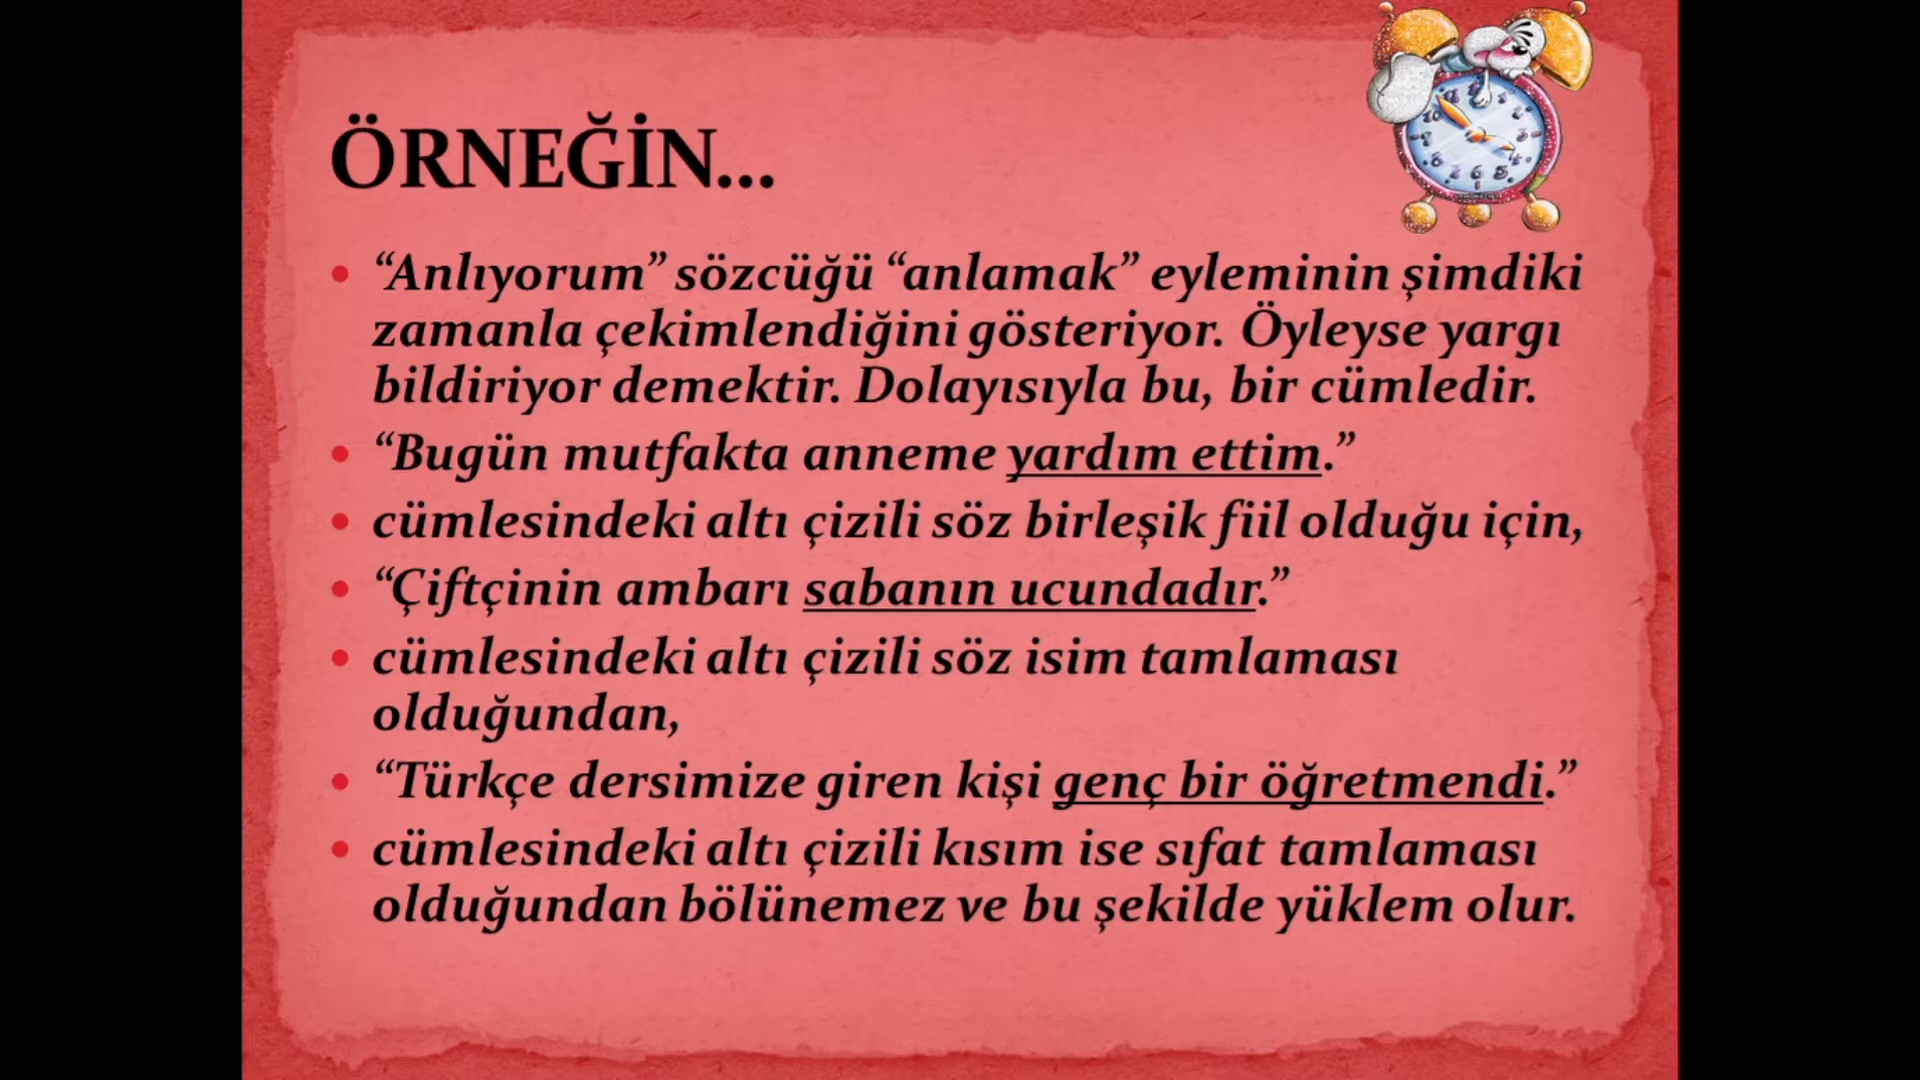 ÖRNEĞİN...
• “Anlıyorum” sözcüğü “anlamak” eyleminin şimdiki
zamanla çekimlendiğini gösteriyor. Öyleyse yargı
bildiriyor demektir. Dolayısıyla bu, bir cümledir.
• “Bugün mutfakta anneme yardım ettim.”
• cümlesindeki altı çizili söz birleşik fiil olduğu için,
• “Çiftçinin ambarı sabanın ucundadır.”
• cümlesindeki altı çizili söz isim tamlaması
olduğundan,
• “Türkçe dersimize giren kişi genç bir öğretmendi.”
• cümlesindeki altı çizili kısım ise sıfat tamlaması
olduğundan bölünemez ve bu şekilde yüklem olur.